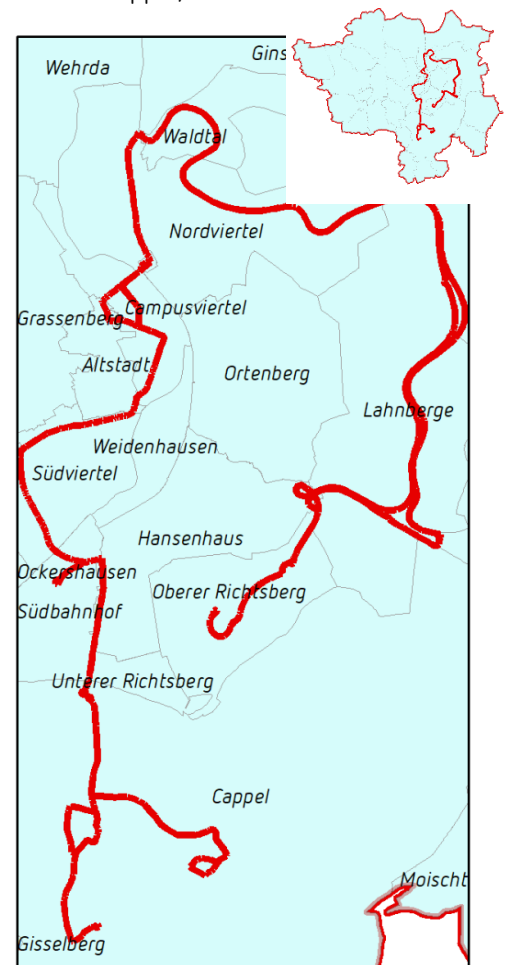 Wehrda
Gins
Waldtal
Nordviertel
Campusviertel
Grassenberg
Altstadt
Ortenberg
Lahnberge
Weidenhausen
Südviertel
Hansenhaus
Ockershausen
Oberer Richtsberg
Südbahnhof
Unterer Richtsberg
Cappel
Moischt
Gisselberg